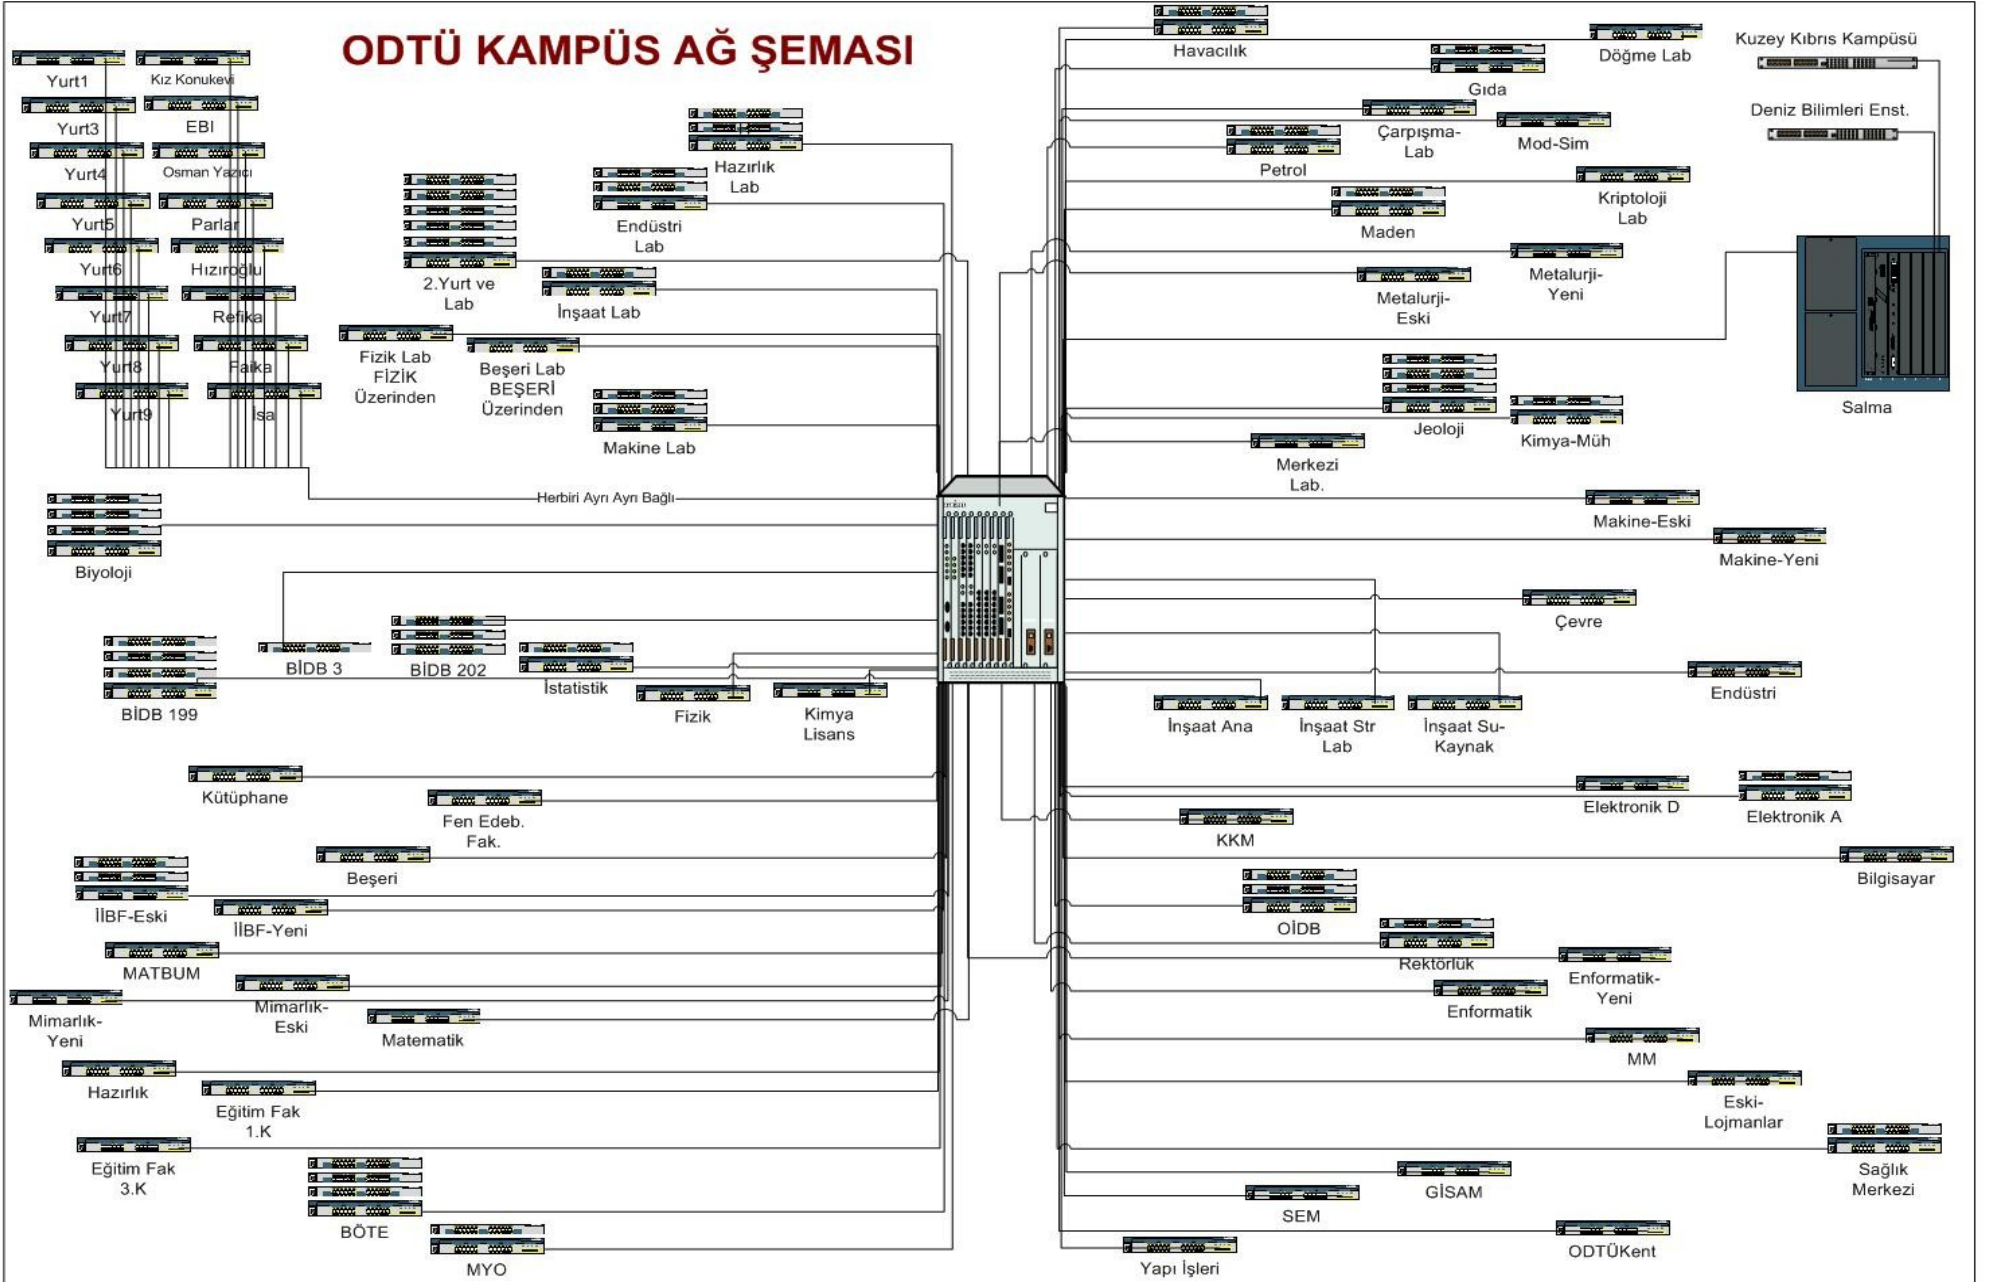 ODTÜ KAMPÜS AĞ ŞEMASI
Yurt1
Kız Konukevi
Yurt3
EBI
Yurt4
Osman Yazıcı
Yurt5
Parlar
Yurt6
Hızıroğlu
Yurt7
Refika
Yurt8
Faika
Yurt9
İsa
Herbiri Ayrı Ayrı Bağlı
Hazırlık
Lab
Endüstri
Lab
2.Yurt ve
Lab
İnşaat Lab
Fizik Lab
FİZİK
Üzerinden
Beşeri Lab
BEŞERİ
Üzerinden
Makine Lab
Biyoloji
BİDB 3
BİDB 202
İstatistik
BİDB 199
Fizik
Kimya
Lisans
Kütüphane
Fen Edeb.
Fak.
Beşeri
İİBF-Eski
İİBF-Yeni
MATBUM
Mimarlık-
Eski
Mimarlık-
Yeni
Matematik
Hazırlık
Eğitim Fak
1.K
Eğitim Fak
3.K
BÖTE
MYO
Havacılık
Döğme Lab
Gıda
Çarpışma-
Lab
Mod-Sim
Petrol
Kriptoloji
Lab
Maden
Metalurji-
Yeni
Metalurji-
Eski
Kuzey Kıbrıs Kampüsü
Deniz Bilimleri Enst.
Salma
Jeoloji
Kimya-Müh
Merkezi
Lab.
Makine-Eski
Makine-Yeni
Çevre
Endüstri
İnşaat Ana
İnşaat Str
Lab
İnşaat Su-
Kaynak
Elektronik D
Elektronik A
KKM
Bilgisayar
OİDB
Rektörlük
Enformatik-
Yeni
Enformatik
MM
Eski-
Lojmanlar
Sağlık
Merkezi
GİSAM
SEM
ODTÜKent
Yapı İşleri